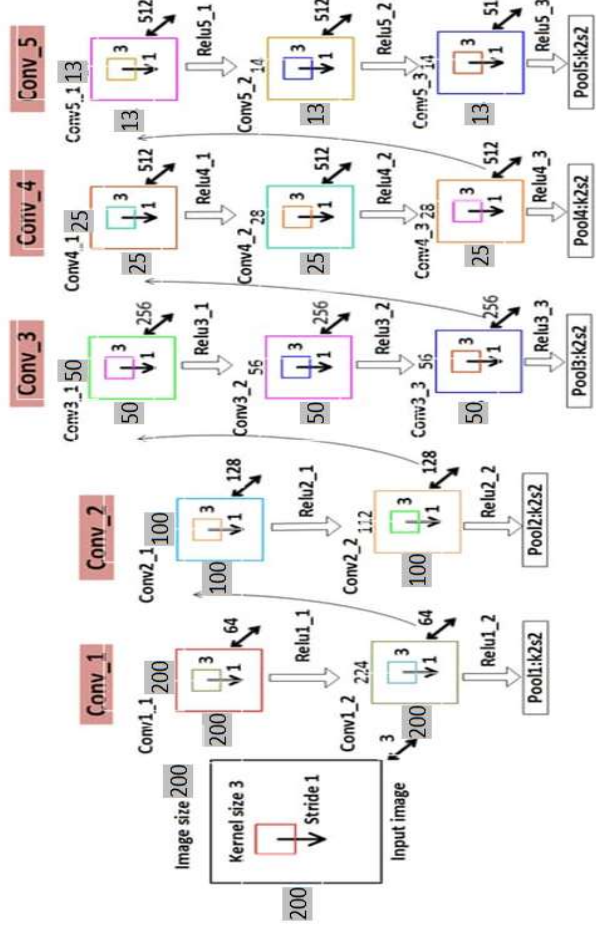 Image size 200
200
Kernel size 3
Stride 1
Input image
3
Conv_1
Conv1_1
200
200
3
1
64
Relu1_1
Conv1_2
224
200
3
1
64
Relu1_2
Pool1:k2s2
Conv_2
Conv2_1
100
100
3
1
128
Relu2_1
Conv2_2
112
100
3
1
128
Relu2_2
Pool2:k2s2
Conv_3
Conv3_1
50
50
3
1
256
Relu3_1
Conv3_2
56
50
3
1
256
Relu3_2
Conv3_3
56
50
3
1
256
Relu3_3
Pool3:k2s2
Conv_4
Conv4_1
25
25
3
1
512
Relu4_1
Conv4_2
28
25
3
1
512
Relu4_2
Conv4_3
28
25
3
1
512
Relu4_3
Pool4:k2s2
Conv_5
Conv5_1
13
13
3
1
512
Relu5_1
Conv5_2
14
13
3
1
512
Relu5_2
Conv5_3
14
13
3
1
51
Relu5_3
Pool5:k2s2